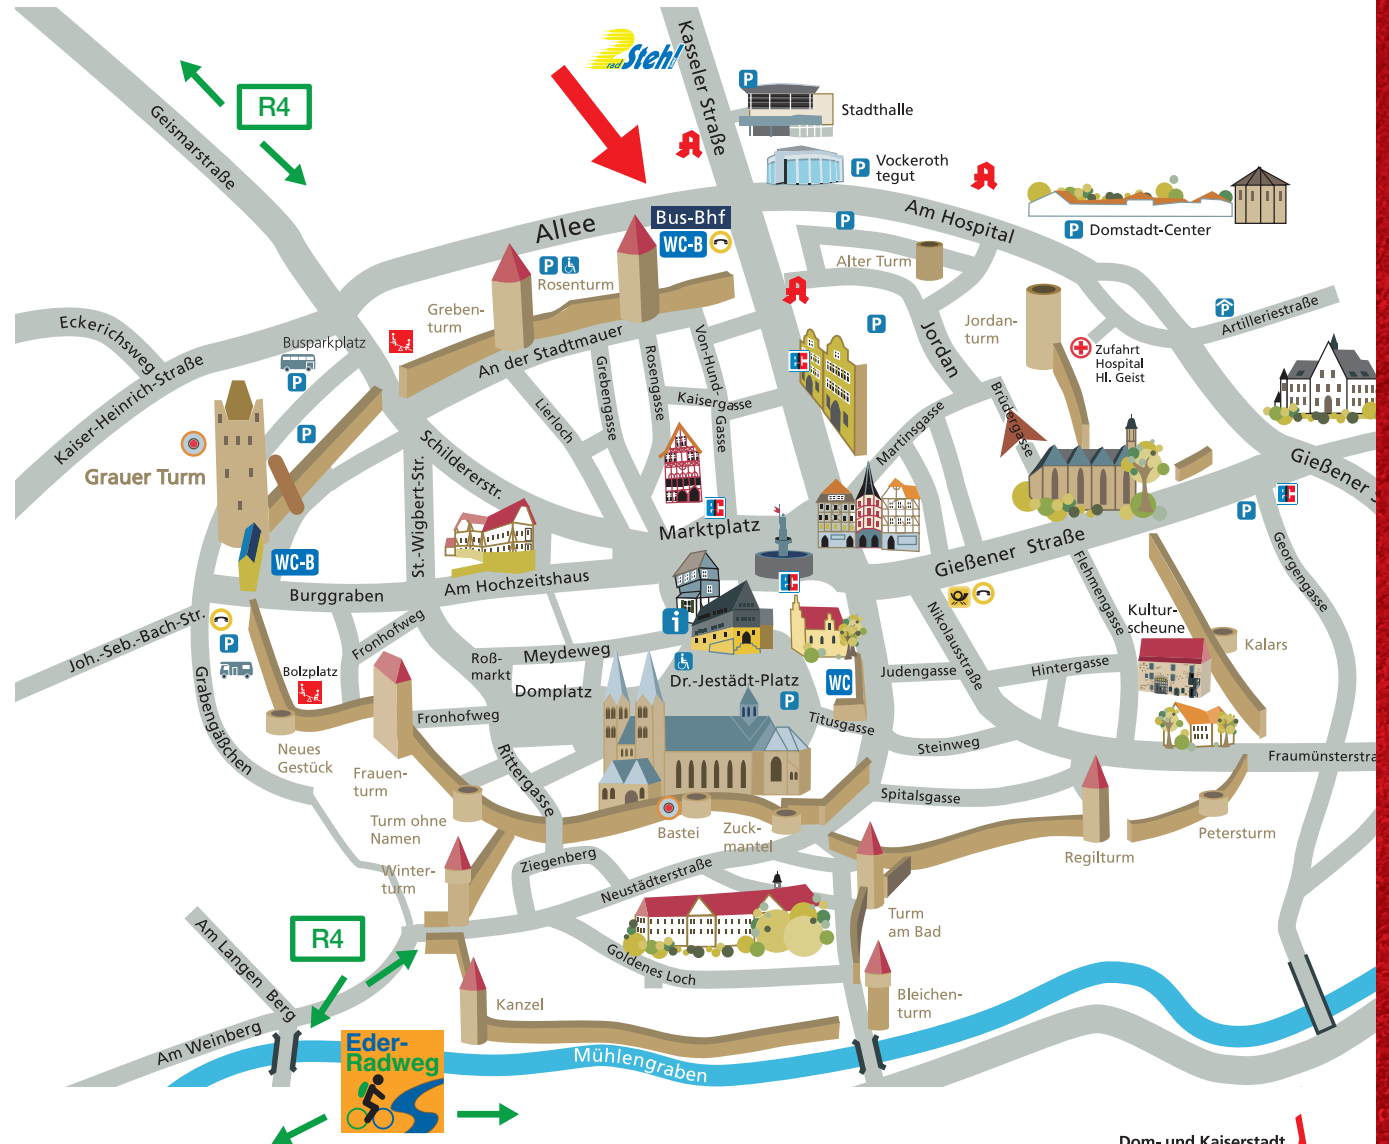 2
rad
Stehl
Kasseler Straße
P
Stadthalle
R4
Geismarstraße
P
Vockeroth
tegut
Am Hospital
P
Domstadt-Center
Allee
Bus-Bhf
WC-B
P
Alter Turm
P
Rosenturm
Greben-
turm
Jordan-
turm
P
Artilleriestraße
Eckerichsweg
Busparkplatz
P
An der Stadtmauer
Von-Hund-
Gasse
P
Jordan
Zufahrt
Hospital
Hl. Geist
Kaiser-Heinrich-Straße
Grebengasse
Rosengasse
Kaisergasse
EC
Brüdergasse
Lierloch
Martinsgasse
P
Grauer Turm
Schildererstr.
St.-Wigbert-Str.
Gießener S
EC
EC
P
Marktplatz
Gießener Straße
Georgengasse
Flehmengasse
WC-B
Burggraben
Am Hochzeitshaus
EC
Nikolausstraße
Kultur-
scheune
Kalars
Joh.-Seb.-Bach-Str.
P
Fronhofweg
i
Roß-
markt
Meydeweg
Domplatz
Dr.-Jestädt-Platz
P
WC
Judengasse
Hintergasse
Bolzplatz
Grabengäßchen
Fronhofweg
Titusgasse
Steinweg
Fraumünsterstra
Neues
Gestück
Frauen-
turm
Rittergasse
Spitalsgasse
Turm ohne
Namen
Bastei
Zuck-
mantel
Petersturm
Regilturm
Winter-
turm
Ziegenberg
Neustädterstraße
Turm
am Bad
Am Langen Berg
R4
Goldenes Loch
Kanzel
Bleichen-
turm
Am Weinberg
Eder-
Radweg
Mühlengraben
Dom- und Kaiserstadt